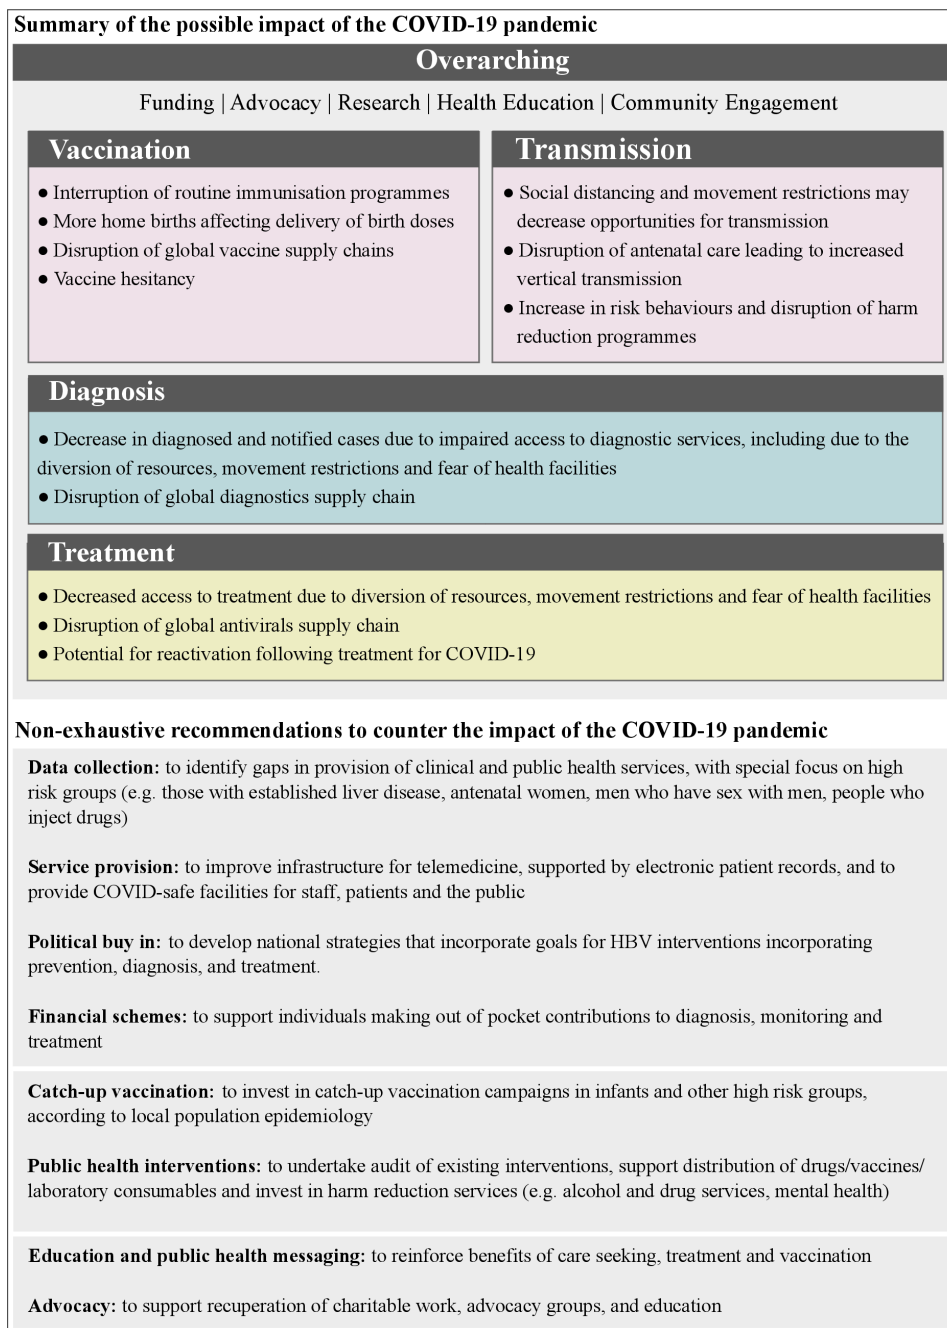 Summary of the possible impact of the COVID-19 pandemic
Overarching
Funding | Advocacy | Research | Health Education | Community Engagement
Vaccination
● Interruption of routine immunisation programmes
● More home births affecting delivery of birth doses
● Disruption of global vaccine supply chains
● Vaccine hesitancy
Transmission
● Social distancing and movement restrictions may
decrease opportunities for transmission
● Disruption of antenatal care leading to increased
vertical transmission
● Increase in risk behaviours and disruption of harm
reduction programmes
Diagnosis
● Decrease in diagnosed and notified cases due to impaired access to diagnostic services, including due to the
diversion of resources, movement restrictions and fear of health facilities
● Disruption of global diagnostics supply chain
Treatment
● Decreased access to treatment due to diversion of resources, movement restrictions and fear of health facilities
● Disruption of global antivirals supply chain
● Potential for reactivation following treatment for COVID-19
Non-exhaustive recommendations to counter the impact of the COVID-19 pandemic
Data collection: to identify gaps in provision of clinical and public health services, with special focus on high
risk groups (e.g. those with established liver disease, antenatal women, men who have sex with men, people who
inject drugs)
Service provision: to improve infrastructure for telemedicine, supported by electronic patient records, and to
provide COVID-safe facilities for staff, patients and the public
Political buy in: to develop national strategies that incorporate goals for HBV interventions incorporating
prevention, diagnosis, and treatment.
Financial schemes: to support individuals making out of pocket contributions to diagnosis, monitoring and
treatment
Catch-up vaccination: to invest in catch-up vaccination campaigns in infants and other high risk groups,
according to local population epidemiology
Public health interventions: to undertake audit of existing interventions, support distribution of drugs/vaccines/
laboratory consumables and invest in harm reduction services (e.g. alcohol and drug services, mental health)
Education and public health messaging: to reinforce benefits of care seeking, treatment and vaccination
Advocacy: to support recuperation of charitable work, advocacy groups, and education